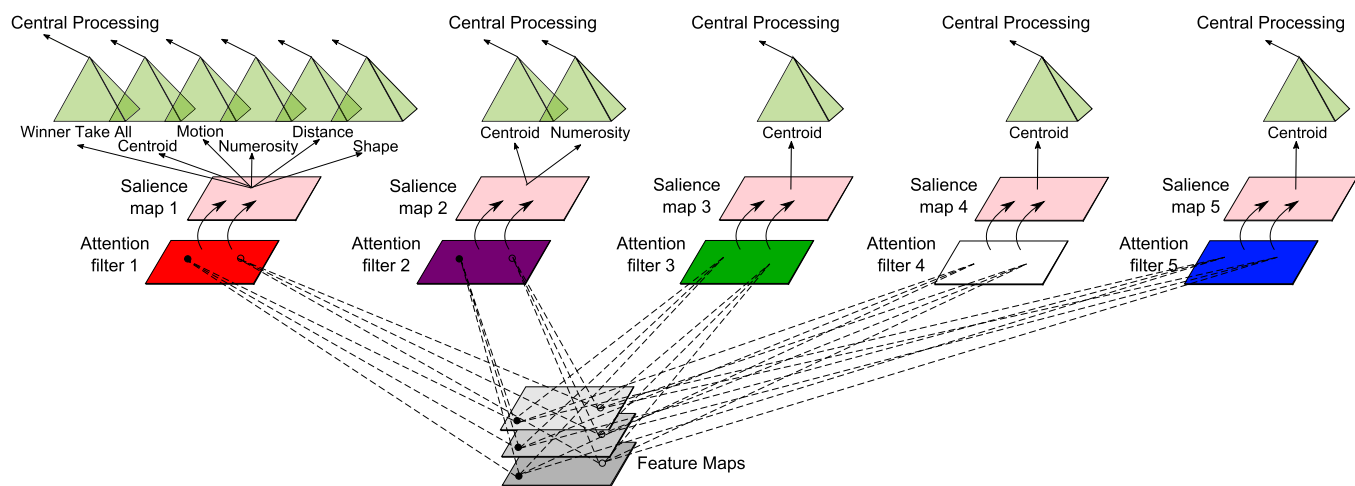 Central Processing
Central Processing
Central Processing
Central Processing
Central Processing
Winner Take All
Centroid
Motion
Numerosity
Distance
Shape
Centroid
Numerosity
Centroid
Centroid
Centroid
Salience
map 1
Salience
map 2
Salience
map 3
Salience
map 4
Salience
map 5
Attention
filter 1
Attention
filter 2
Attention
filter 3
Attention
filter 4
Attention
filter 5
Feature Maps